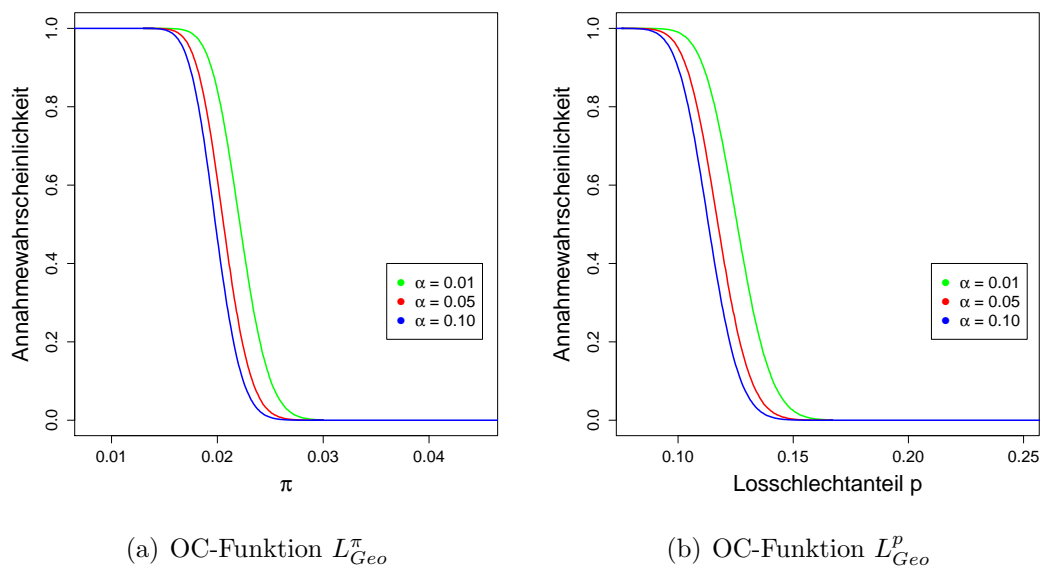 Annahmewahrscheinlichkeit
1.0
0.8
0.6
0.4
0.2
0.0
α = 0.01
α = 0.05
α = 0.10
0.01 0.02 0.03 0.04
π
(a) OC-Funktion $L^{\pi}_{Geo}$
Annahmewahrscheinlichkeit
1.0
0.8
0.6
0.4
0.2
0.0
α = 0.01
α = 0.05
α = 0.10
0.10 0.15 0.20 0.25
Losschlechtanteil p
(b) OC-Funktion $L^{p}_{Geo}$